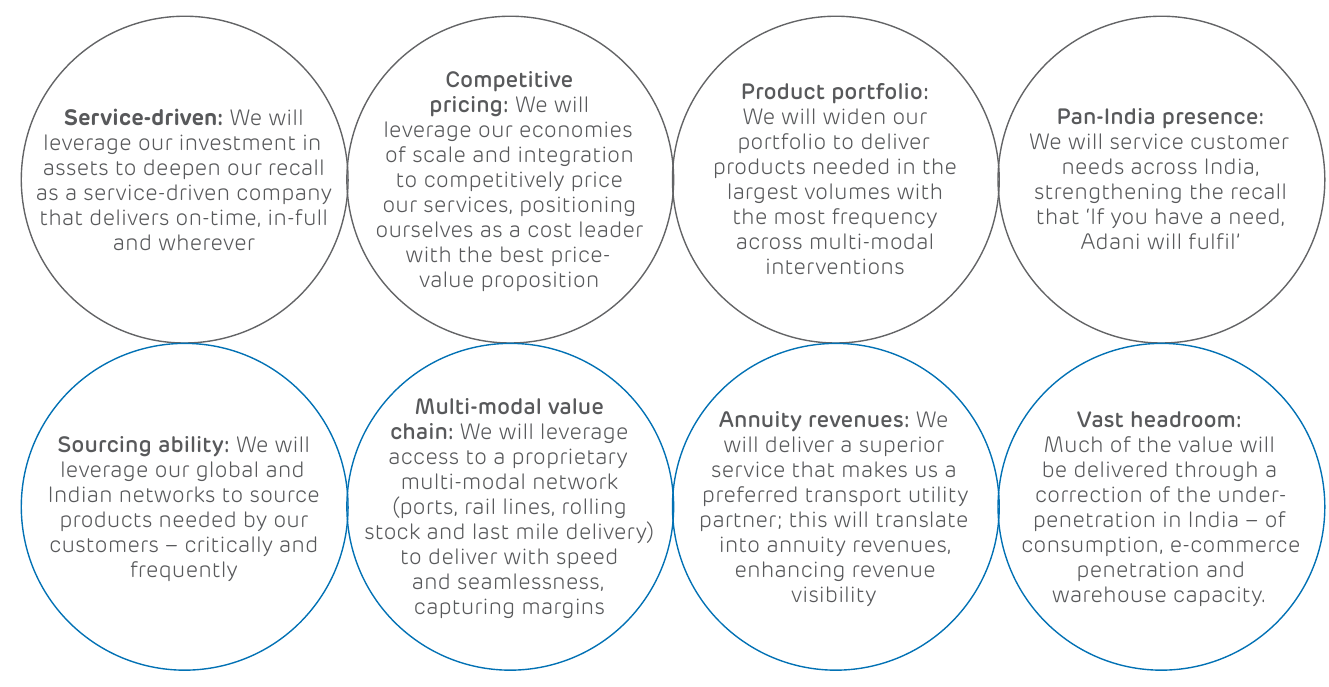 Service-driven: We will
leverage our investment in
assets to deepen our recall
as a service-driven company
that delivers on-time, in-full
and wherever
Competitive
pricing: We will
leverage our economies
of scale and integration
to competitively price
our services, positioning
ourselves as a cost leader
with the best price-
value proposition
Product portfolio:
We will widen our
portfolio to deliver
products needed in the
largest volumes with
the most frequency
across multi-modal
interventions
Pan-India presence:
We will service customer
needs across India,
strengthening the recall
that ‘If you have a need,
Adani will fulfil’
Sourcing ability: We will
leverage our global and
Indian networks to source
products needed by our
customers – critically and
frequently
Multi-modal value
chain: We will leverage
access to a proprietary
multi-modal network
(ports, rail lines, rolling
stock and last mile delivery)
to deliver with speed
and seamlessness,
capturing margins
Annuity revenues: We
will deliver a superior
service that makes us a
preferred transport utility
partner; this will translate
into annuity revenues,
enhancing revenue
visibility
Vast headroom:
Much of the value will
be delivered through a
correction of the under-
penetration in India – of
consumption, e-commerce
penetration and
warehouse capacity.